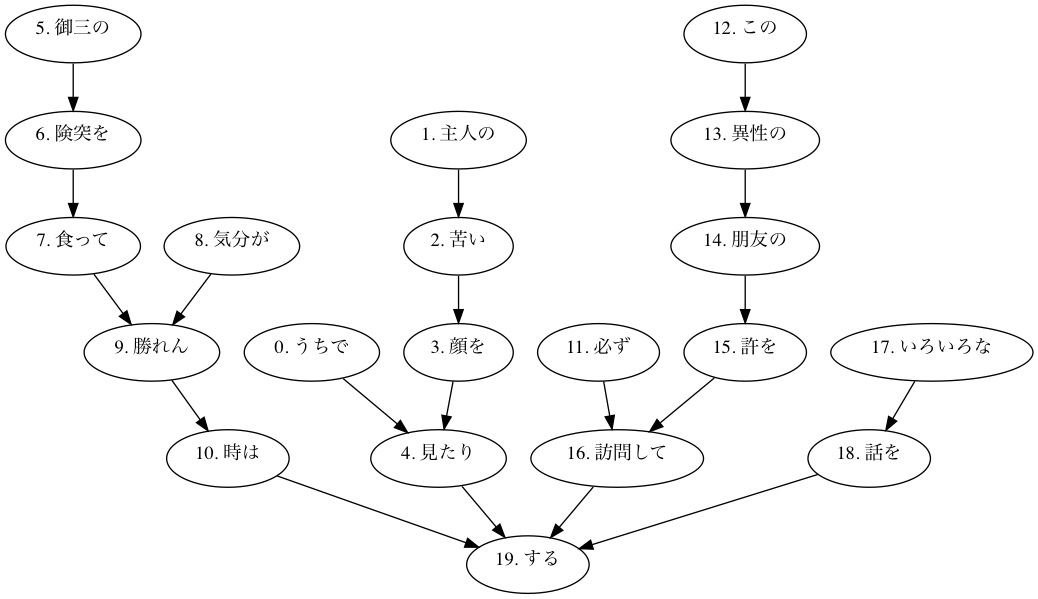 5. 御三の
12. この
6. 険突を
1. 主人の
13. 異性の
7. 食って
8. 気分が
2. 苦い
14. 朋友の
9. 勝れん
0. うちで
3. 顔を
11. 必ず
15. 許を
17. いろいろな
10. 時は
4. 見たり
16. 訪問して
18. 話を
19. する